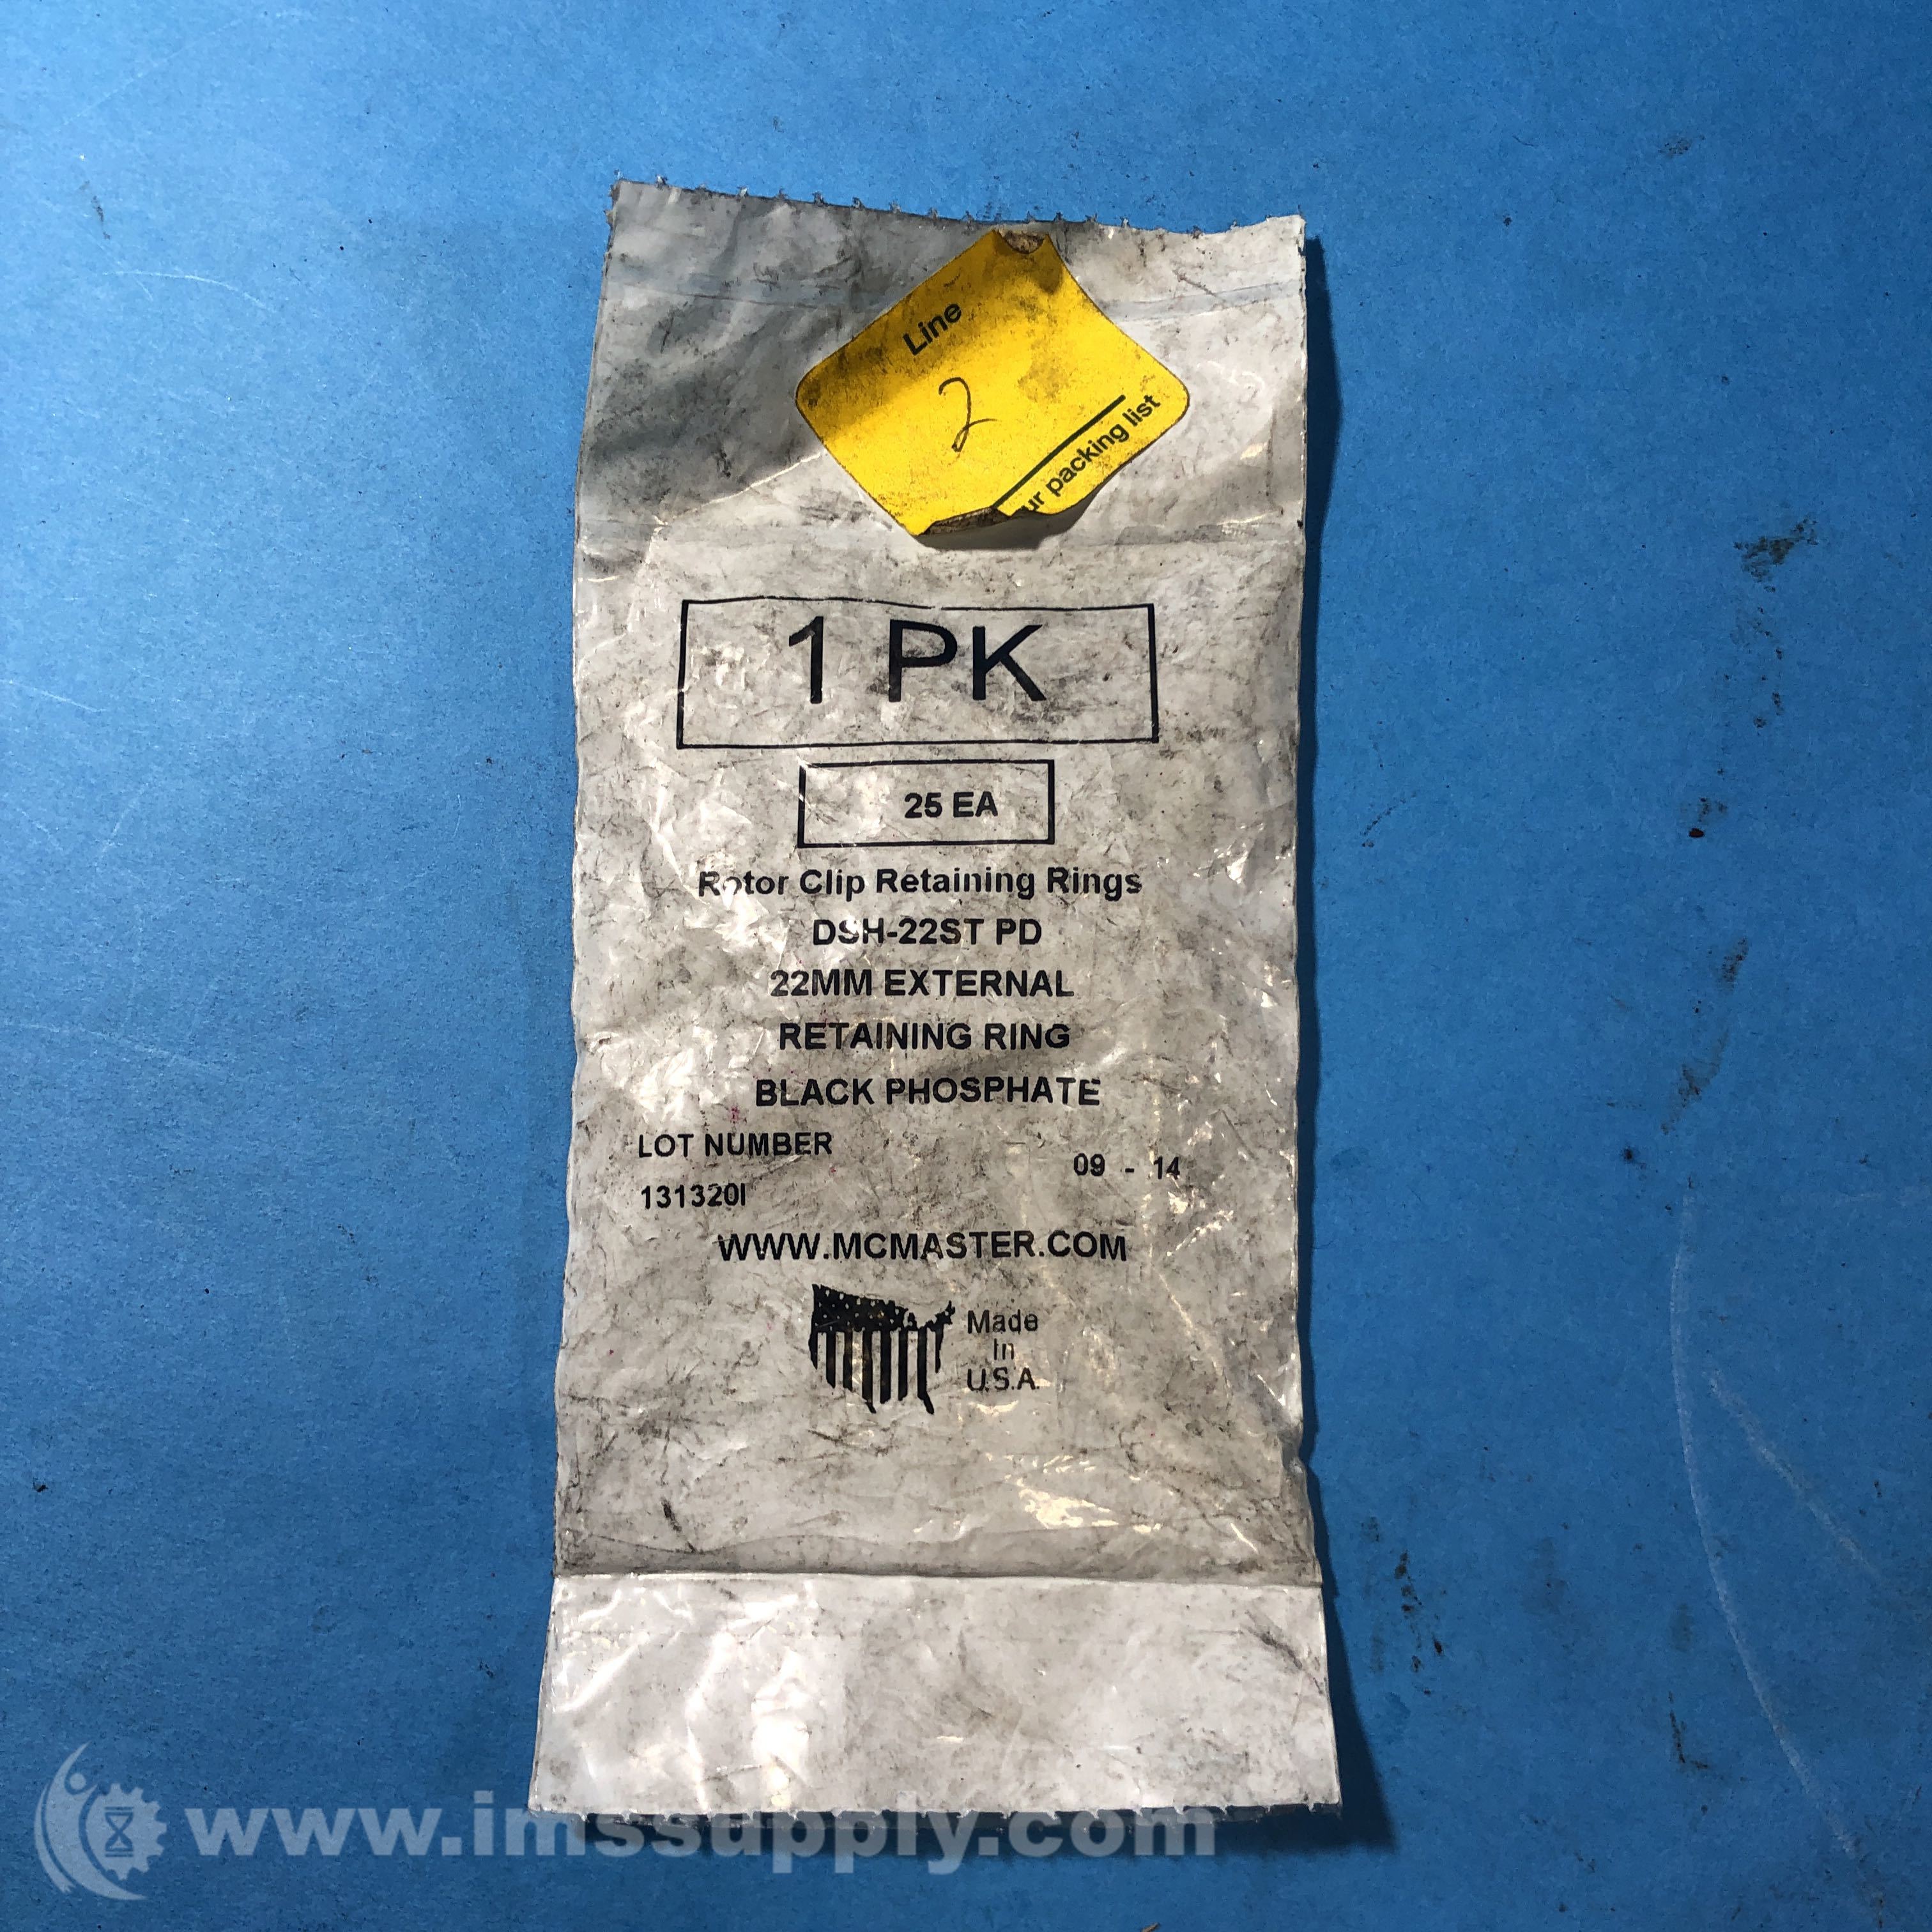 Line
2
ur packing list
1 PK
25 EA
Rotor Clip Retaining Rings
DSH-22ST PD
22MM EXTERNAL
RETAINING RING
BLACK PHOSPHATE
LOT NUMBER
09 - 14
131320I
WWW.MCMASTER.COM
Made
In
U.S.A.
www.imssupply.com